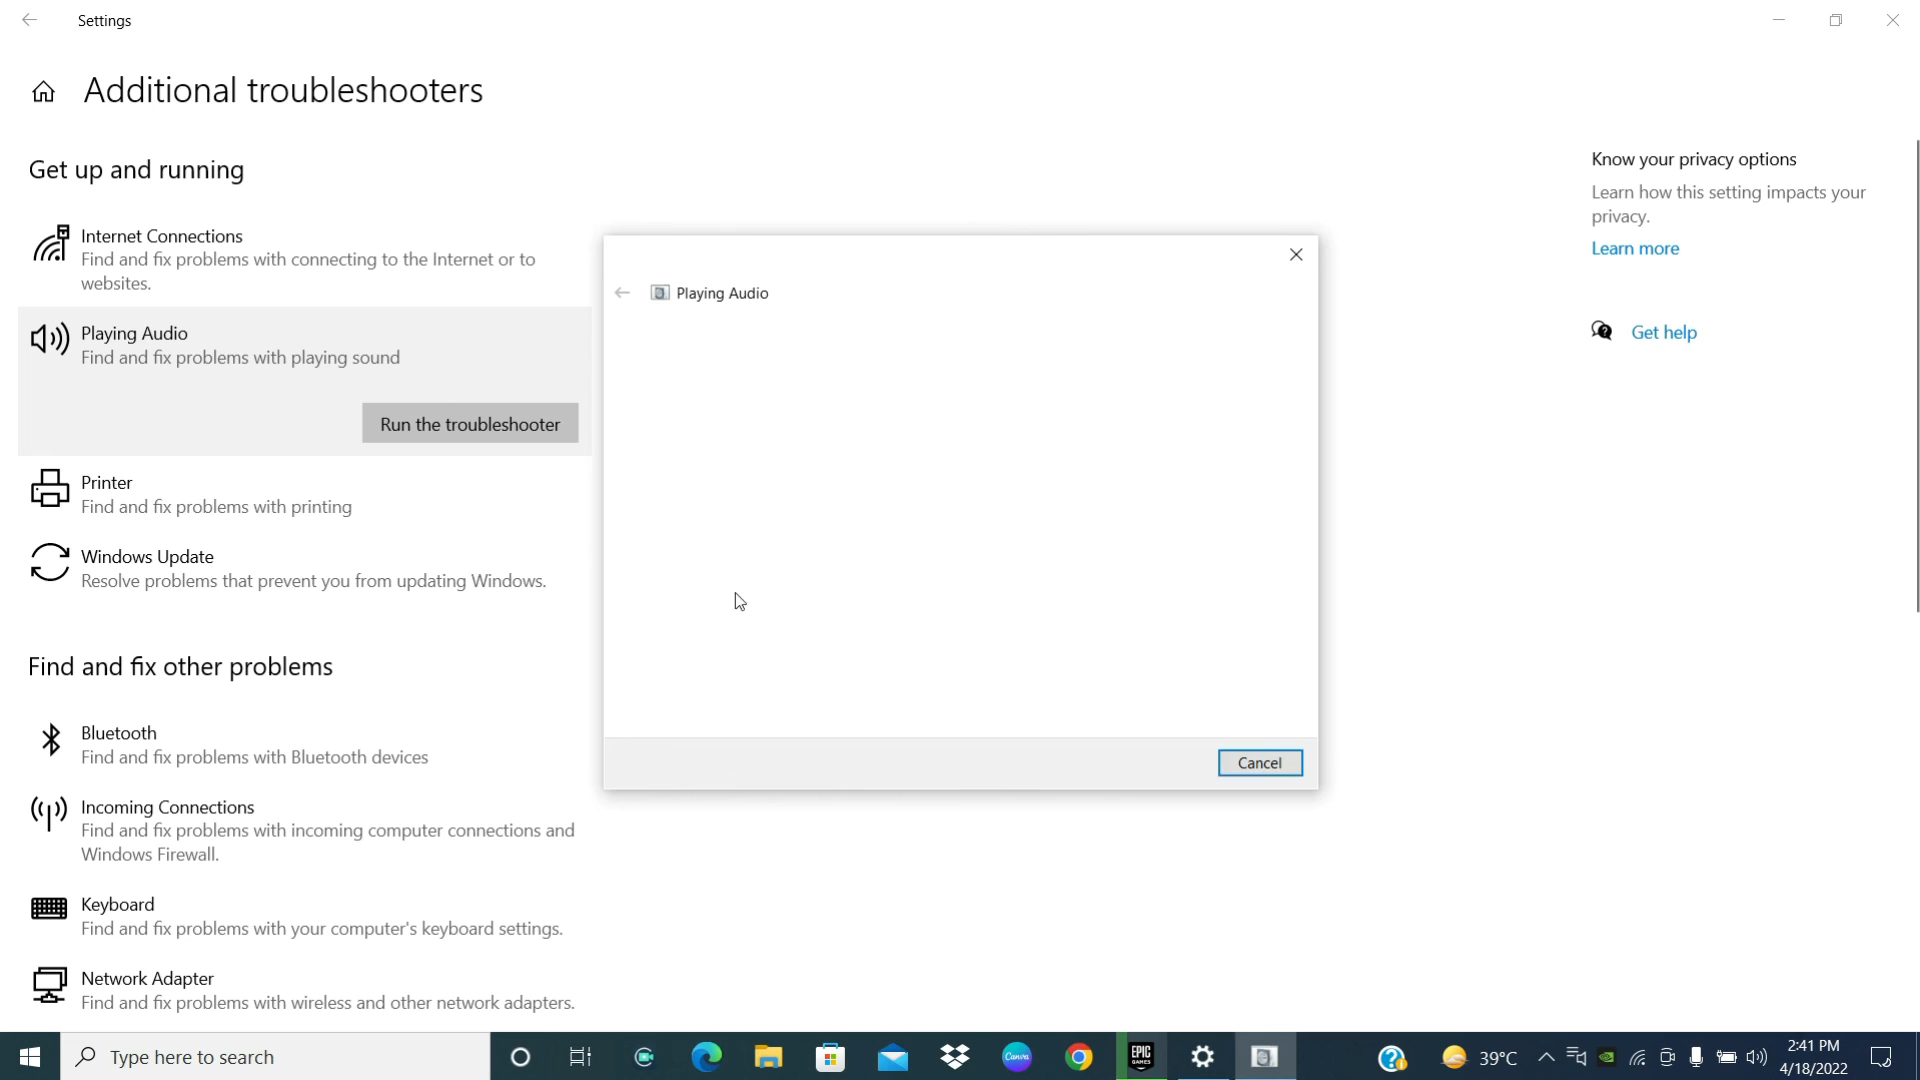 Settings
Additional troubleshooters
Get up and running
Internet Connections
Find and fix problems with connecting to the Internet or to
websites.
Playing Audio
Find and fix problems with playing sound
Run the troubleshooter
Printer
Find and fix problems with printing
Windows Update
Resolve problems that prevent you from updating Windows.
Find and fix other problems
Bluetooth
Find and fix problems with Bluetooth devices
Incoming Connections
Find and fix problems with incoming computer connections and
Windows Firewall.
Keyboard
Find and fix problems with your computer's keyboard settings.
Network Adapter
Find and fix problems with wireless and other network adapters.
Playing Audio
Cancel
Know your privacy options
Learn how this setting impacts your
privacy.
Learn more
Get help
Type here to search
Canva
EPIC
GAMES
39°C
2:41 PM
4/18/2022